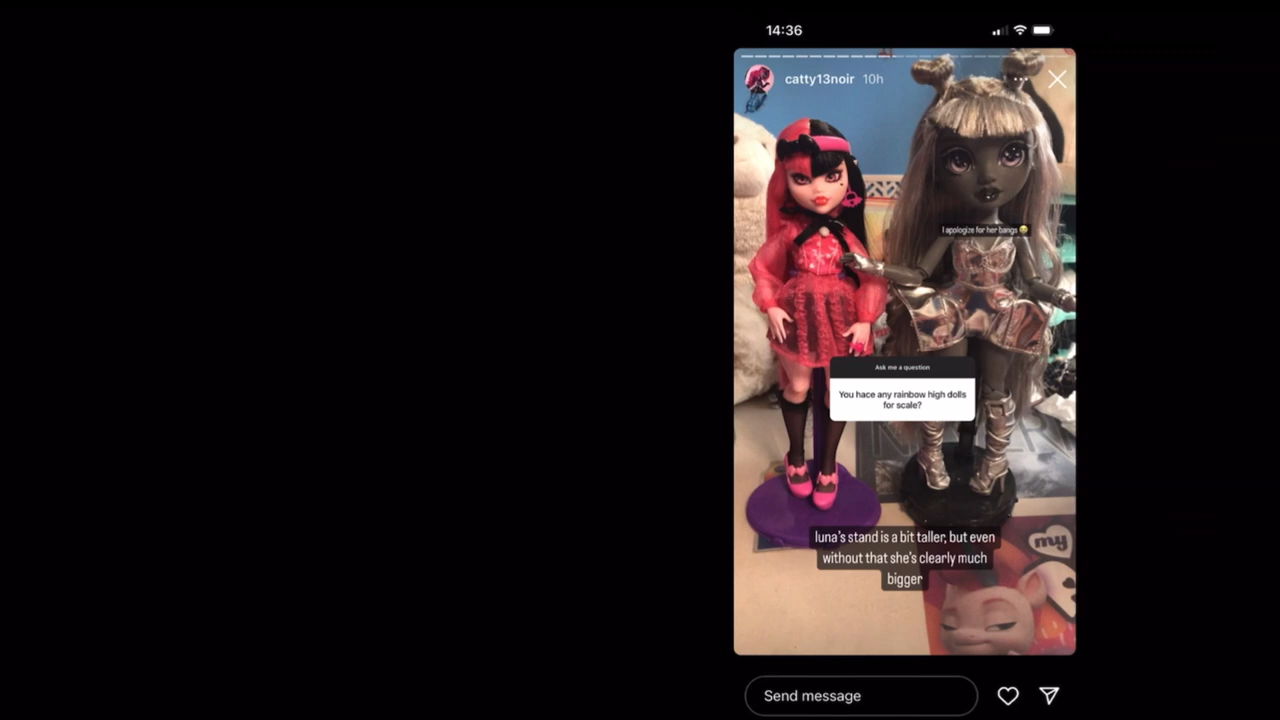 14:36
catty13noir 10h
I apologize for her bangs 😭
Ask me a question
You hace any rainbow high dolls
for scale?
luna's stand is a bit taller, but even
without that she's clearly much
bigger
my
Send message